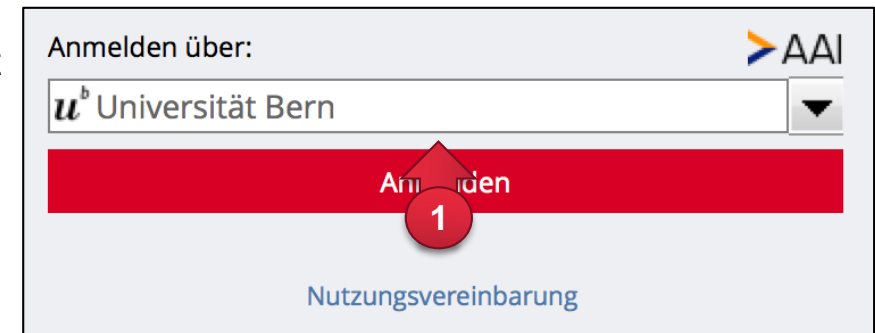 Anmelden über:
AAI
u^b Universität Bern
1
Nutzungsvereinbarung